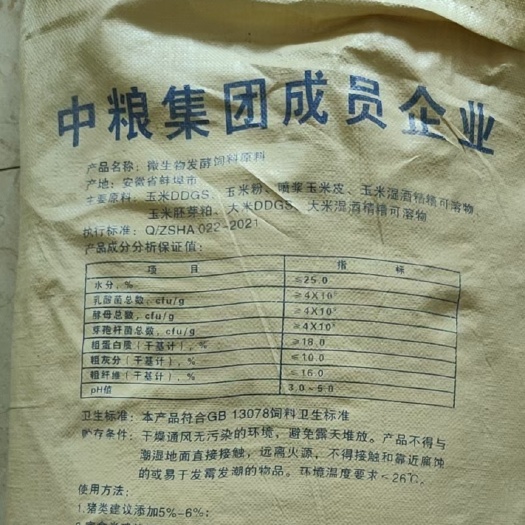 中粮集团成员企业
产品名称：微生物发酵饲料原料
产地：安徽省蚌埠市
主要原料：玉米DDGS、玉米粉、喷浆玉米皮、玉米湿酒精糟可溶物
玉米胚芽粕、大米DDGS、大米湿酒精糟可溶物
执行标准：Q/ZSHA 022-2021
产品成分分析保证值：
项 目 指 标
水分，% ≤25.0
乳酸菌总数，cfu/g ≥4X10
酵母总数，cfu/g ≥4X10
芽孢杆菌总数，cfu/g ≥4X10
粗蛋白质（干基计），% ≥18.0
粗灰分（干基计），% ≤10.0
粗纤维（干基计），% ≤16.0
pH值 3.0-5.0
卫生标准：本产品符合GB 13078饲料卫生标准
贮存条件：干燥通风无污染的环境，避免露天堆放。产品不得与
潮湿地面直接接触，远离火源，不得接触和靠近腐蚀
的或易于发霉发潮的物品。环境温度要求≤26℃。
使用方法：
1.猪类建议添加5%-6%；